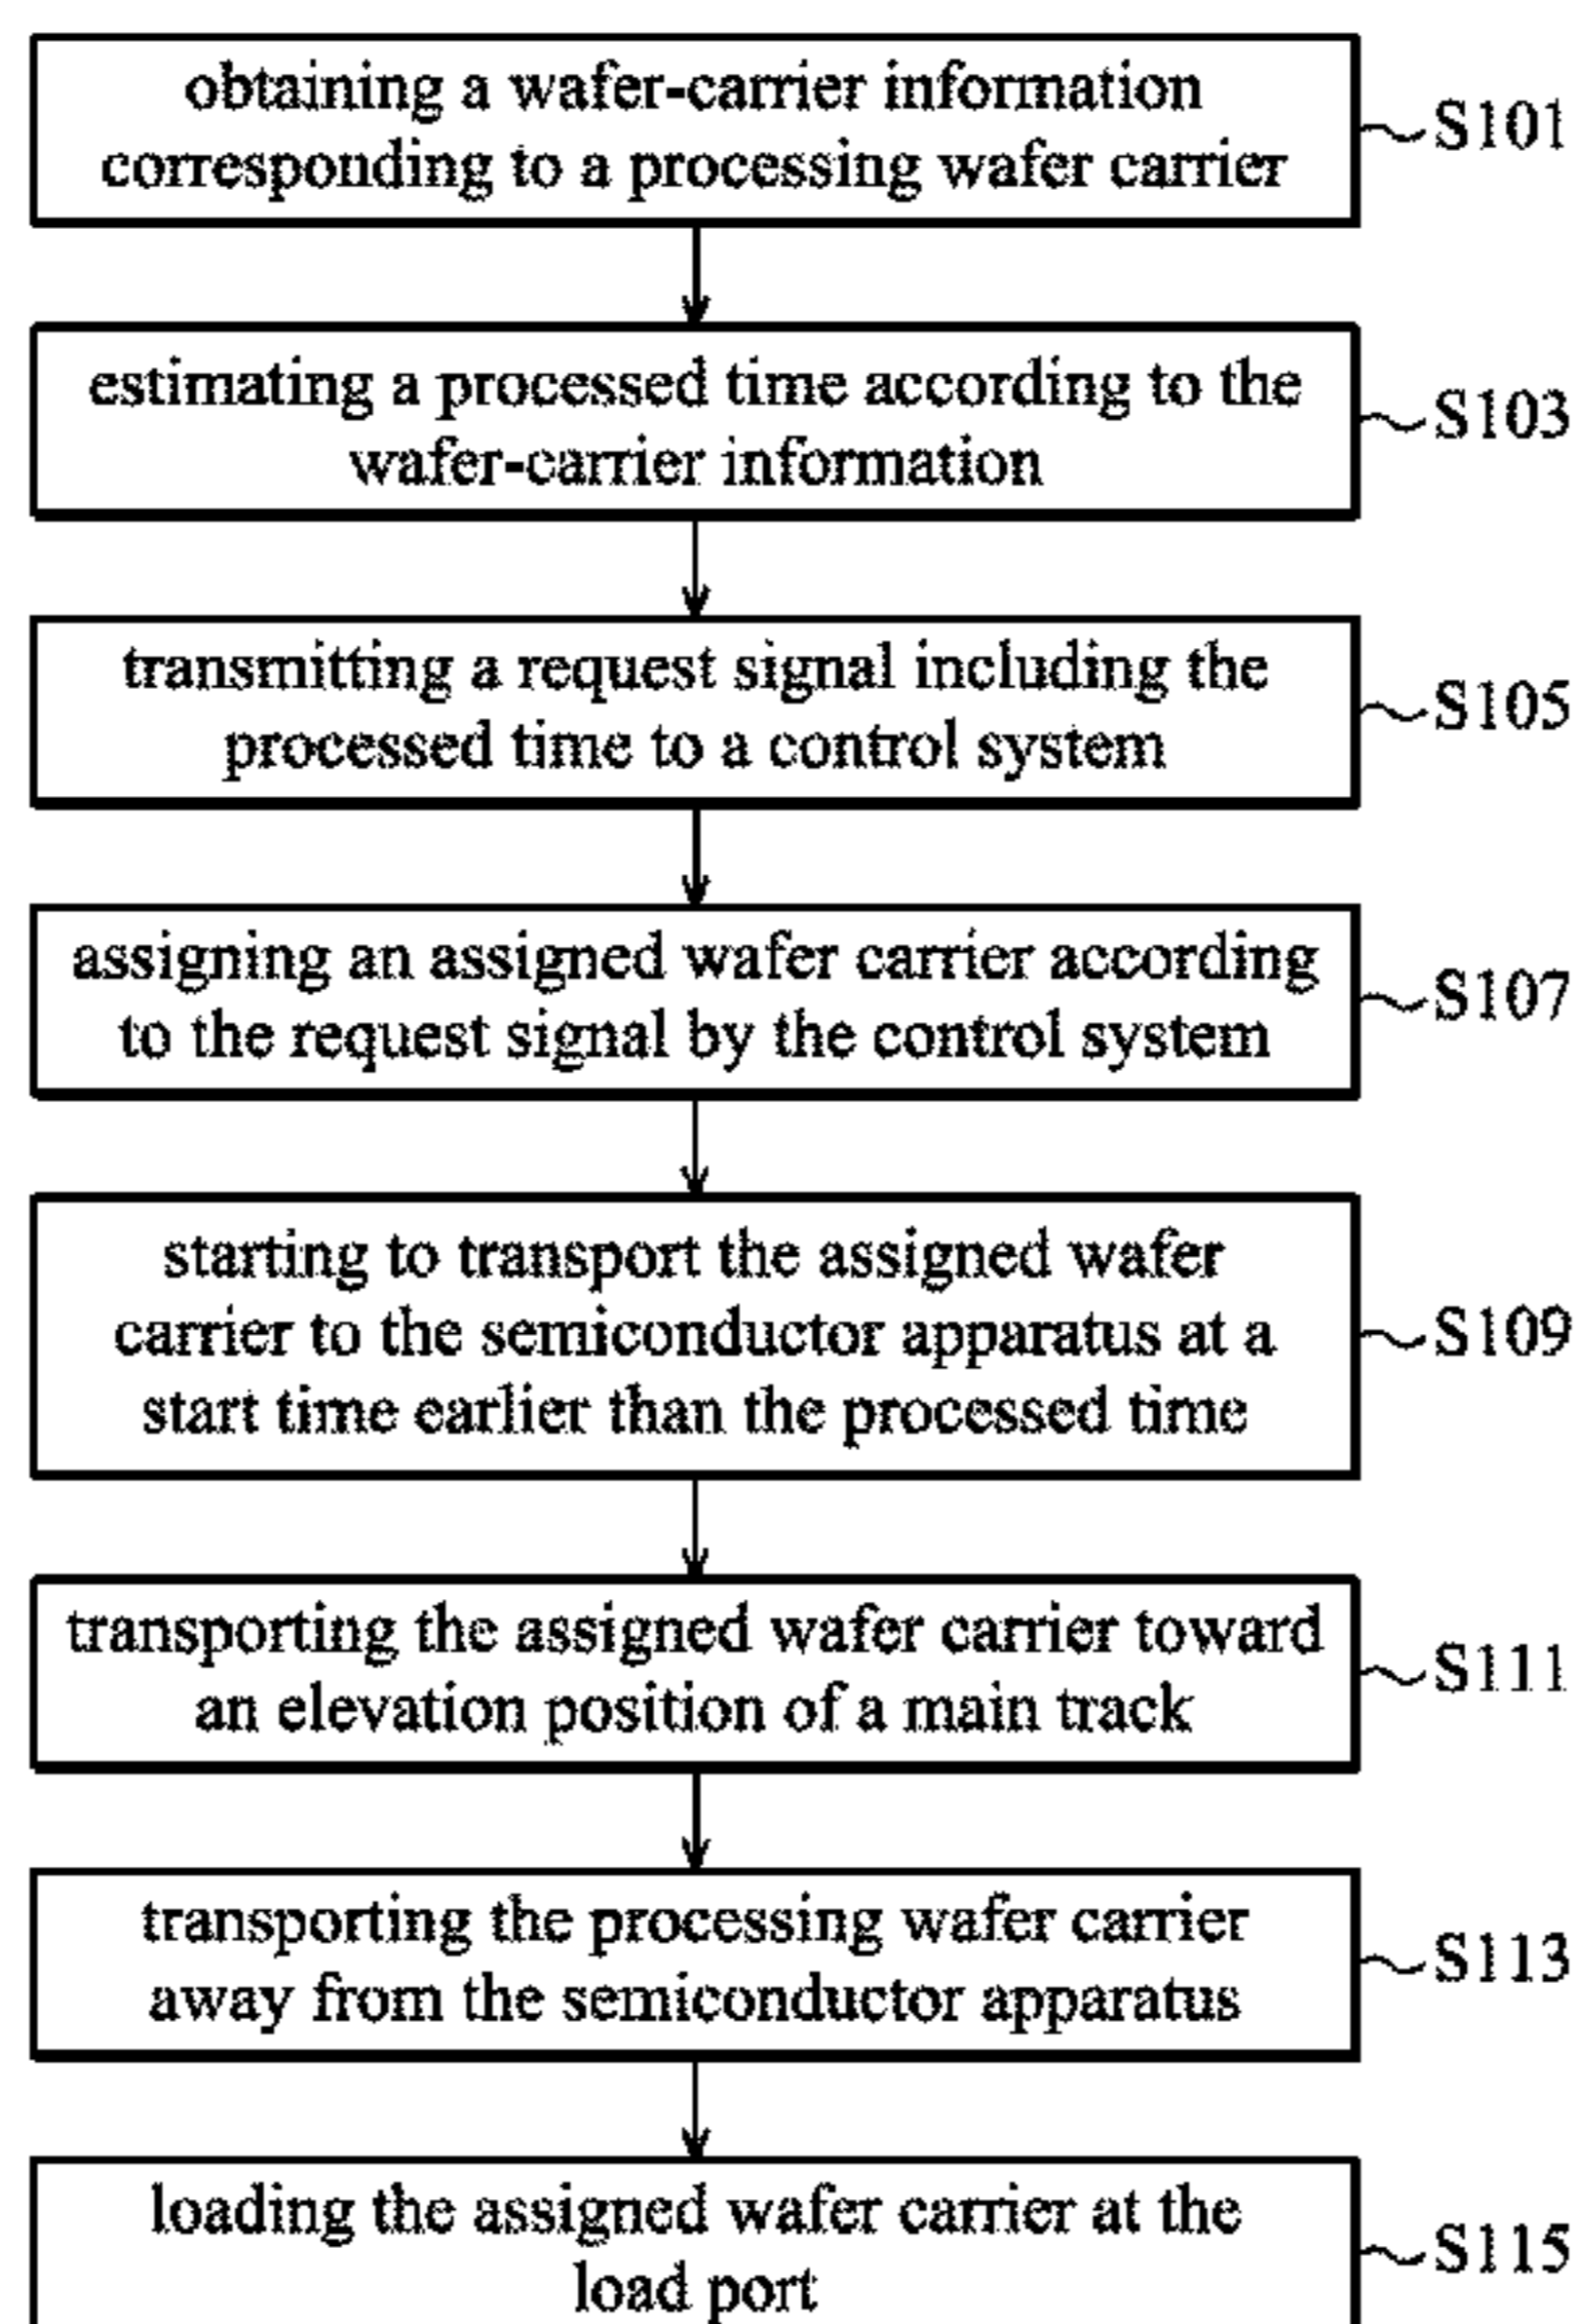 obtaining a wafer-carrier information
corresponding to a processing wafer carrier
S101
estimating a processed time according to the
wafer-carrier information
S103
transmitting a request signal including the
processed time to a control system
S105
assigning an assigned wafer carrier according
to the request signal by the control system
S107
starting to transport the assigned wafer
carrier to the semiconductor apparatus at a
start time earlier than the processed time
S109
transporting the assigned wafer carrier toward
an elevation position of a main track
S111
transporting the processing wafer carrier
away from the semiconductor apparatus
S113
loading the assigned wafer carrier at the
load port
S115